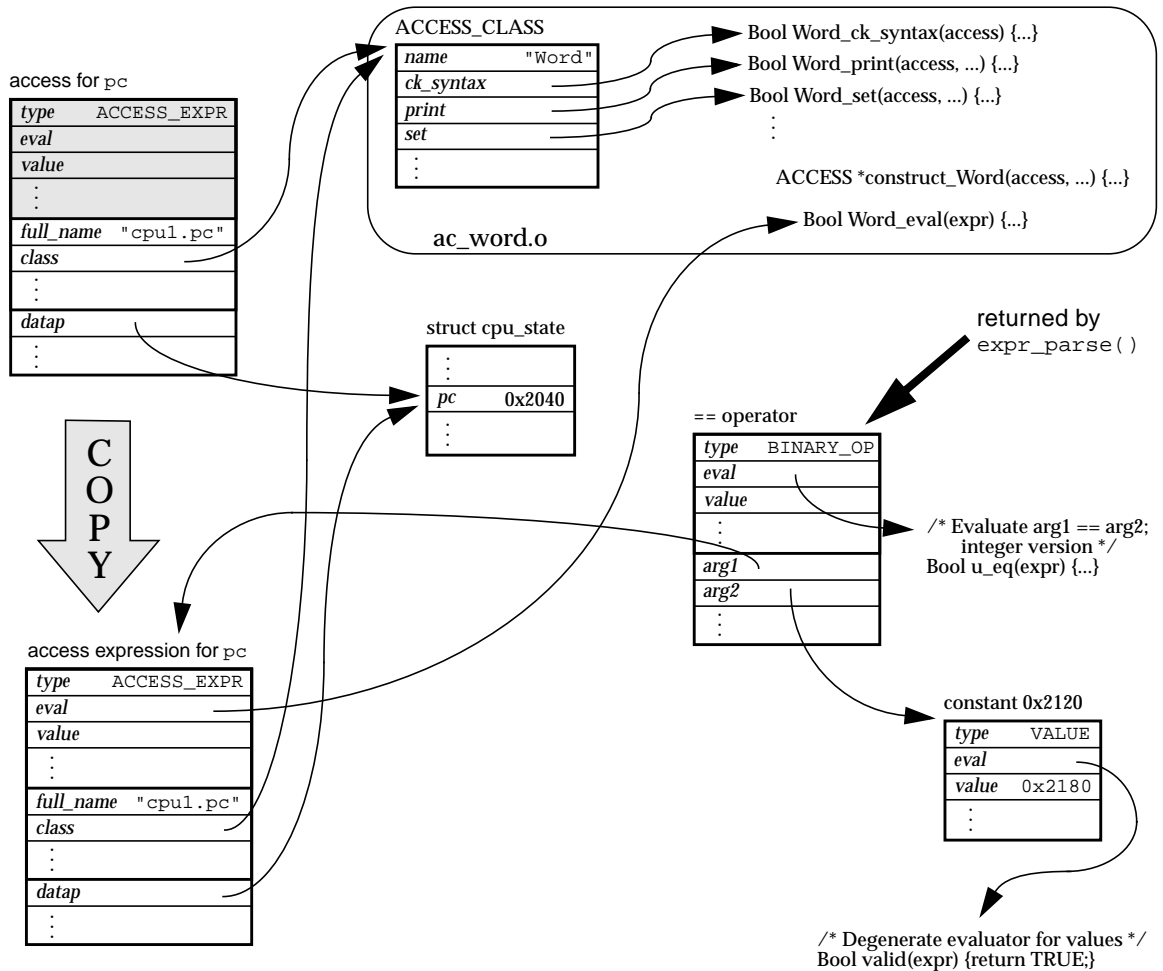 ACCESS_CLASS
name "Word"
ck_syntax
print
set
Bool Word_ck_syntax(access) {...}
Bool Word_print(access, ...) {...}
Bool Word_set(access, ...) {...}
ACCESS *construct_Word(access, ...) {...}
Bool Word_eval(expr) {...}
ac_word.o
access for pc
type ACCESS_EXPR
eval
value
full_name "cpu1.pc"
class
datap
struct cpu_state
pc 0x2040
returned by
expr_parse()
== operator
type BINARY_OP
eval
value
arg1
arg2
/* Evaluate arg1 == arg2;
integer version */
Bool u_eq(expr) {...}
COPY
access expression for pc
type ACCESS_EXPR
eval
value
full_name "cpu1.pc"
class
datap
constant 0x2120
type VALUE
eval
value 0x2180
/* Degenerate evaluator for values */
Bool valid(expr) {return TRUE;}